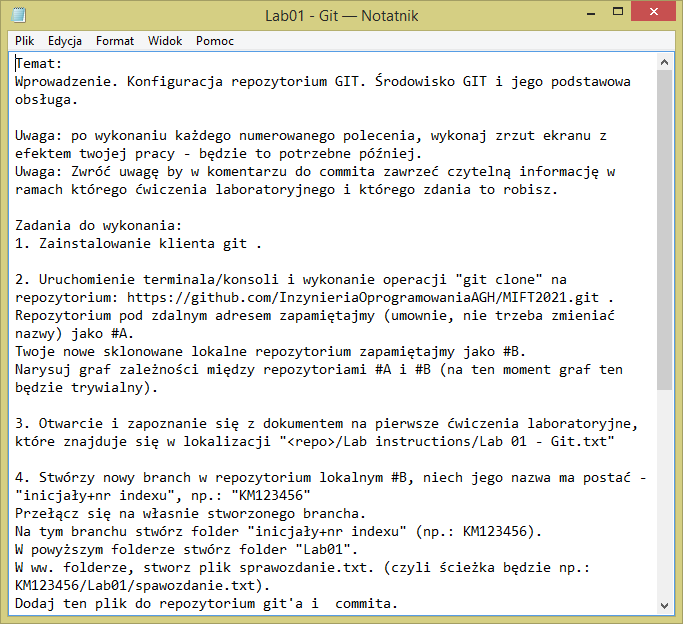 Lab01 - Git — Notatnik
Plik Edycja Format Widok Pomoc
Temat:
Wprowadzenie. Konfiguracja repozytorium GIT. Środowisko GIT i jego podstawowa
obsługa.
Uwaga: po wykonaniu każdego numerowanego polecenia, wykonaj zrzut ekranu z
efektem twojej pracy - będzie to potrzebne później.
Uwaga: Zwróć uwagę by w komentarzu do commita zawrzeć czytelną informację w
ramach którego ćwiczenia laboratoryjnego i którego zdania to robisz.
Zadania do wykonania:
1. Zainstalowanie klienta git .
2. Uruchomienie terminala/konsoli i wykonanie operacji "git clone" na
repozytorium: https://github.com/InzynieriaOprogramowaniaAGH/MIFT2021.git .
Repozytorium pod zdalnym adresem zapamiętajmy (umownie, nie trzeba zmieniać
nazwy) jako #A.
Twoje nowe sklonowane lokalne repozytorium zapamiętajmy jako #B.
Narysuj graf zależności między repozytoriami #A i #B (na ten moment graf ten
będzie trywialny).
3. Otwarcie i zapoznanie się z dokumentem na pierwsze ćwiczenia laboratoryjne,
które znajduje się w lokalizacji "<repo>/Lab instructions/Lab 01 - Git.txt"
4. Stwórzy nowy branch w repozytorium lokalnym #B, niech jego nazwa ma postać -
"inicjały+nr indexu", np.: "KM123456"
Przełącz się na własnie stworzonego brancha.
Na tym branchu stwórz folder "inicjały+nr indexu" (np.: KM123456).
W powyższym folderze stwórz folder "Lab01".
W ww. folderze, stworz plik sprawozdanie.txt. (czyli ścieżka będzie np.:
KM123456/Lab01/spawozdanie.txt).
Dodaj ten plik do repozytorium git'a i  commita.